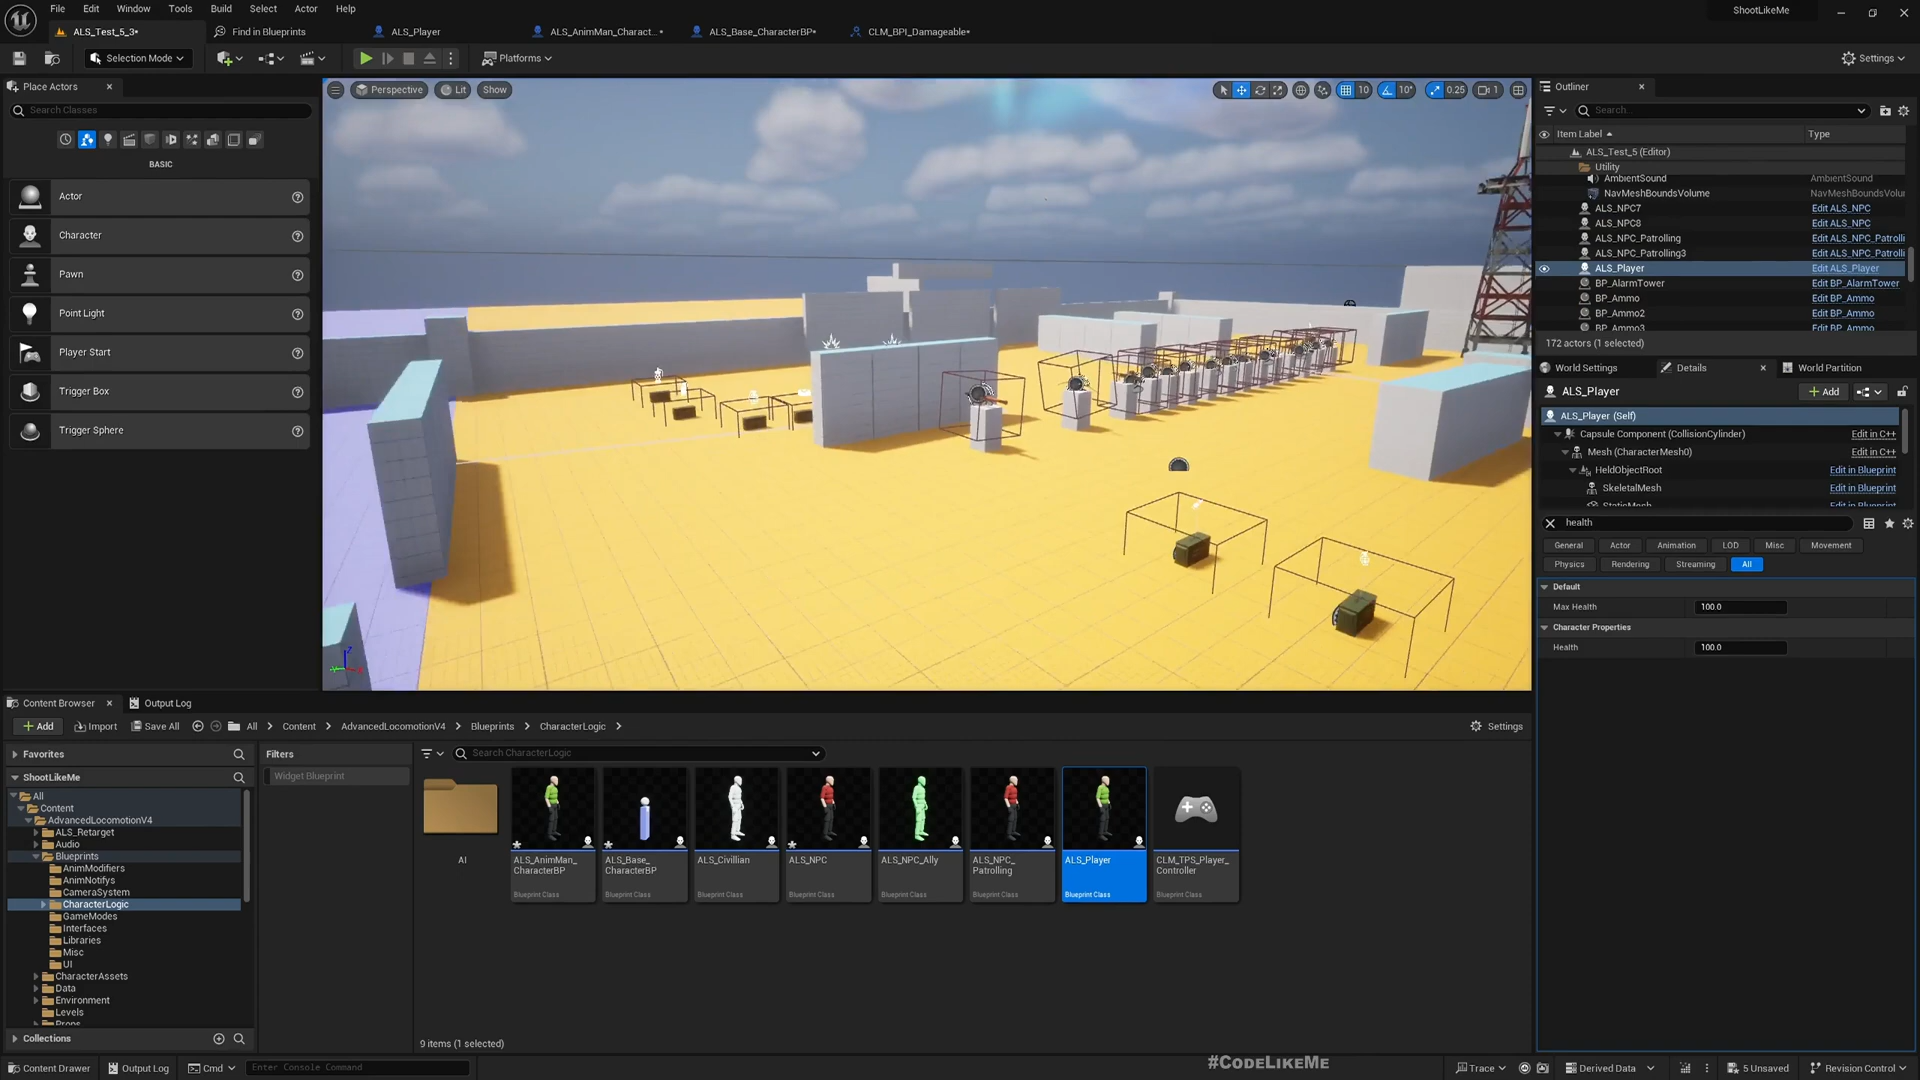 File Edit Window Tools Build Select Actor Help
ShootLikeMe
ALS_Test_5_3*
Find in Blueprints
ALS_Player
ALS_AnimMan_Charact..*
ALS_Base_CharacterBP*
CLM_BPI_Damageable*
Selection Mode
Platforms
Settings
Place Actors
Search Classes
BASIC
Actor
Character
Pawn
Point Light
Player Start
Trigger Box
Trigger Sphere
Perspective
Lit
Show
10
10°
0.25
1
Outliner
Search...
Item Label
Type
ALS_Test_5 (Editor)
Utility
AmbientSound AmbientSound
NavMeshBoundsVolume NavMeshBoundsVolu
ALS_NPC7 Edit ALS_NPC
ALS_NPC8 Edit ALS_NPC
ALS_NPC_Patrolling Edit ALS_NPC_Patrolli
ALS_NPC_Patrolling3 Edit ALS_NPC_Patrolli
ALS_Player Edit ALS_Player
BP_AlarmTower Edit BP_AlarmTower
BP_Ammo Edit BP_Ammo
BP_Ammo2 Edit BP_Ammo
BP_Ammo3 Edit BP_Ammo
172 actors (1 selected)
World Settings
Details
World Partition
ALS_Player
Add
ALS_Player (Self)
Capsule Component (CollisionCylinder) Edit in C++
Mesh (CharacterMesh0) Edit in C++
HeldObjectRoot Edit in Blueprint
SkeletalMesh Edit in Blueprint
StaticMesh Edit in Blueprint
health
General Actor Animation LOD Misc Movement
Physics Rendering Streaming All
Default
Max Health 100.0
Character Properties
Health 100.0
Content Browser
Output Log
Add Import Save All All Content AdvancedLocomotionV4 Blueprints CharacterLogic
Settings
Favorites
ShootLikeMe
All
Content
AdvancedLocomotionV4
ALS_Retarget
Audio
Blueprints
AnimModifiers
AnimNotifys
CameraSystem
CharacterLogic
GameModes
Interfaces
Libraries
Misc
UI
CharacterAssets
Data
Environment
Levels
Props
Collections
Filters
Widget Blueprint
Search CharacterLogic
AI
ALS_AnimMan_
CharacterBP
Blueprint Class
ALS_Base_
CharacterBP
Blueprint Class
ALS_Civillian
Blueprint Class
ALS_NPC
Blueprint Class
ALS_NPC_Ally
Blueprint Class
ALS_NPC_
Patrolling
Blueprint Class
ALS_Player
Blueprint Class
CLM_TPS_Player_
Controller
Blueprint Class
9 items (1 selected)
#CODELIKEME
Content Drawer
Output Log
Cmd
Enter Console Command
Trace
Derived Data
5 Unsaved
Revision Control